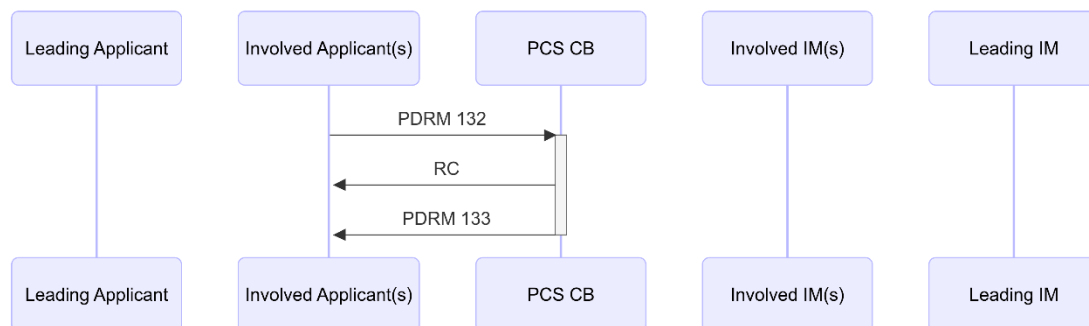 Leading Applicant
Involved Applicant(s)
PCS CB
Involved IM(s)
Leading IM
PDRM 132
RC
PDRM 133
Leading Applicant
Involved Applicant(s)
PCS CB
Involved IM(s)
Leading IM